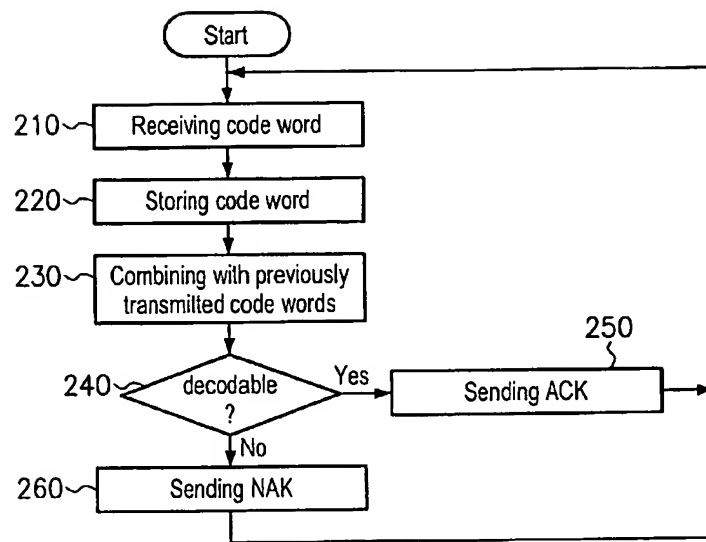 Start
210
Receiving code word
220
Storing code word
230
Combining with previously
transmitted code words
240
decodable
?
Yes
250
Sending ACK
No
260
Sending NAK